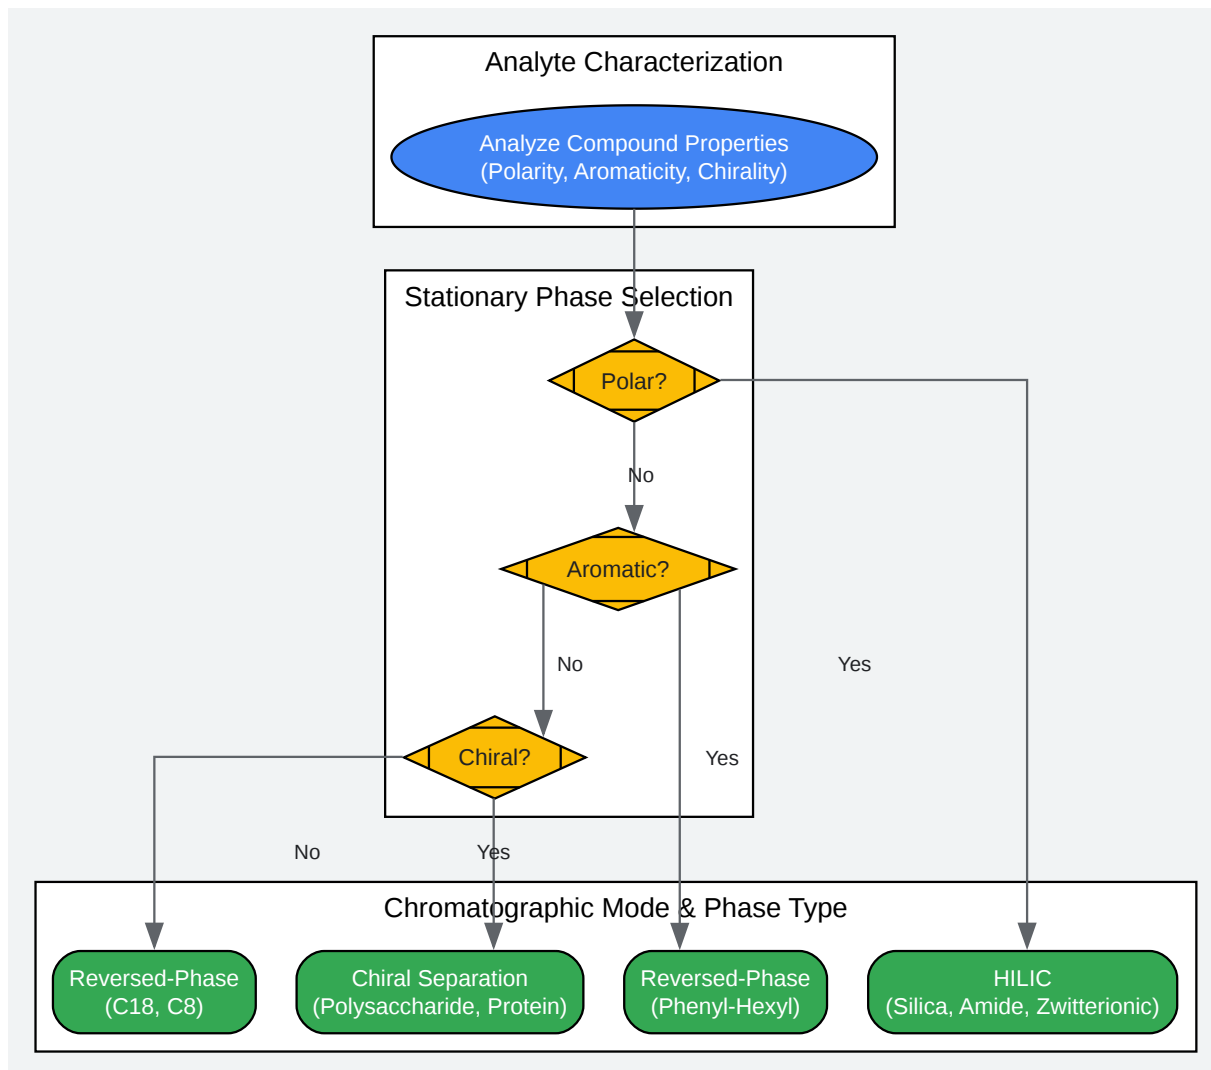 Analyte Characterization
Analyze Compound Properties
(Polarity, Aromaticity, Chirality)
Stationary Phase Selection
Polar?
No
Aromatic?
No
Yes
Chiral?
Yes
No
Yes
Chromatographic Mode & Phase Type
Reversed-Phase
(C18, C8)
Chiral Separation
(Polysaccharide, Protein)
Reversed-Phase
(Phenyl-Hexyl)
HILIC
(Silica, Amide, Zwitterionic)